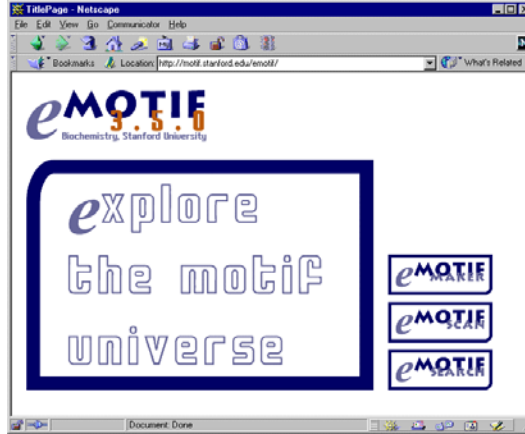 TitlePage - Netscape
File Edit View Go Communicator Help
Bookmarks Location: http://motif.stanford.edu/emotif/ What's Related
eMOTIF
3.5.0
Biochemistry, Stanford University
explore
the motif
universe
eMOTIF
MAKER
eMOTIF
SCAN
eMOTIF
SEARCH
Document: Done